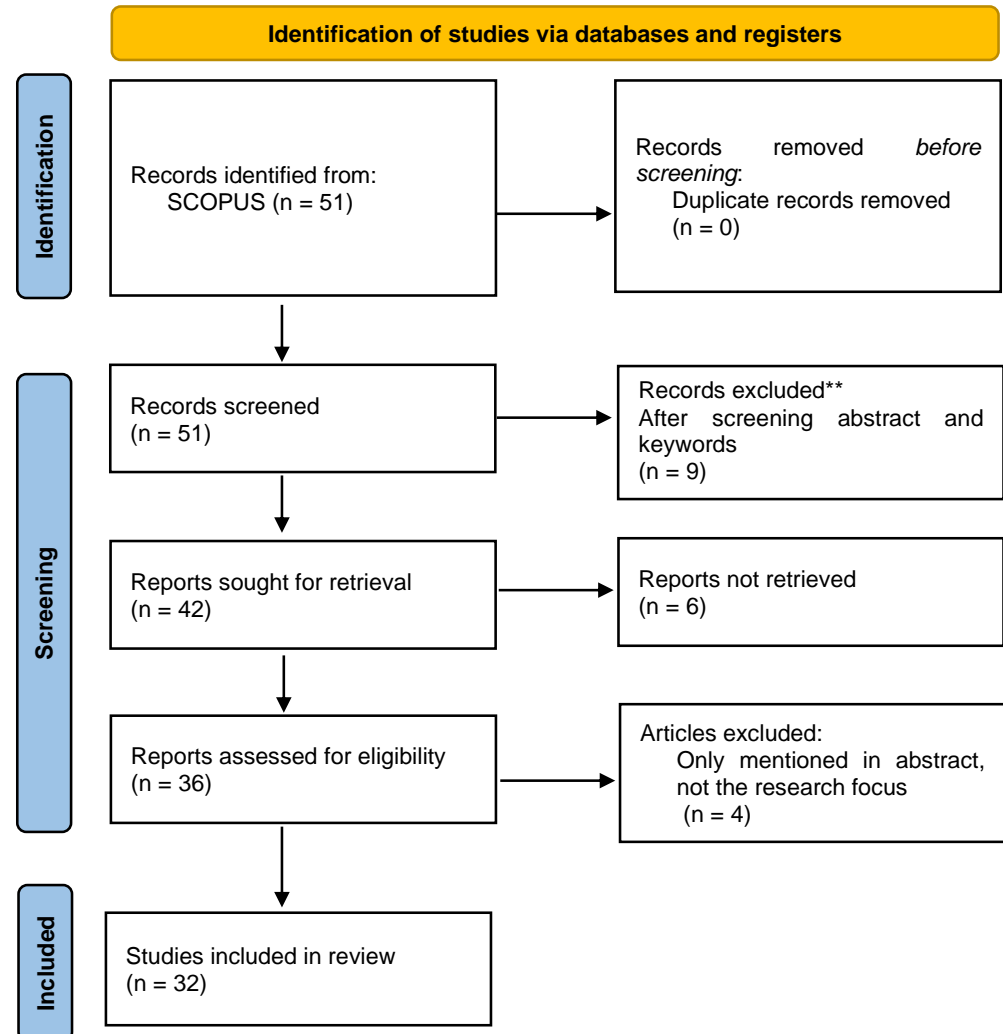 Identification of studies via databases and registers
Identification
Records identified from:
SCOPUS (n = 51)
Records removed before
screening:
Duplicate records removed
(n = 0)
Screening
Records screened
(n = 51)
Records excluded**
After screening abstract and
keywords
(n = 9)
Reports sought for retrieval
(n = 42)
Reports not retrieved
(n = 6)
Reports assessed for eligibility
(n = 36)
Articles excluded:
Only mentioned in abstract,
not the research focus
(n = 4)
Included
Studies included in review
(n = 32)